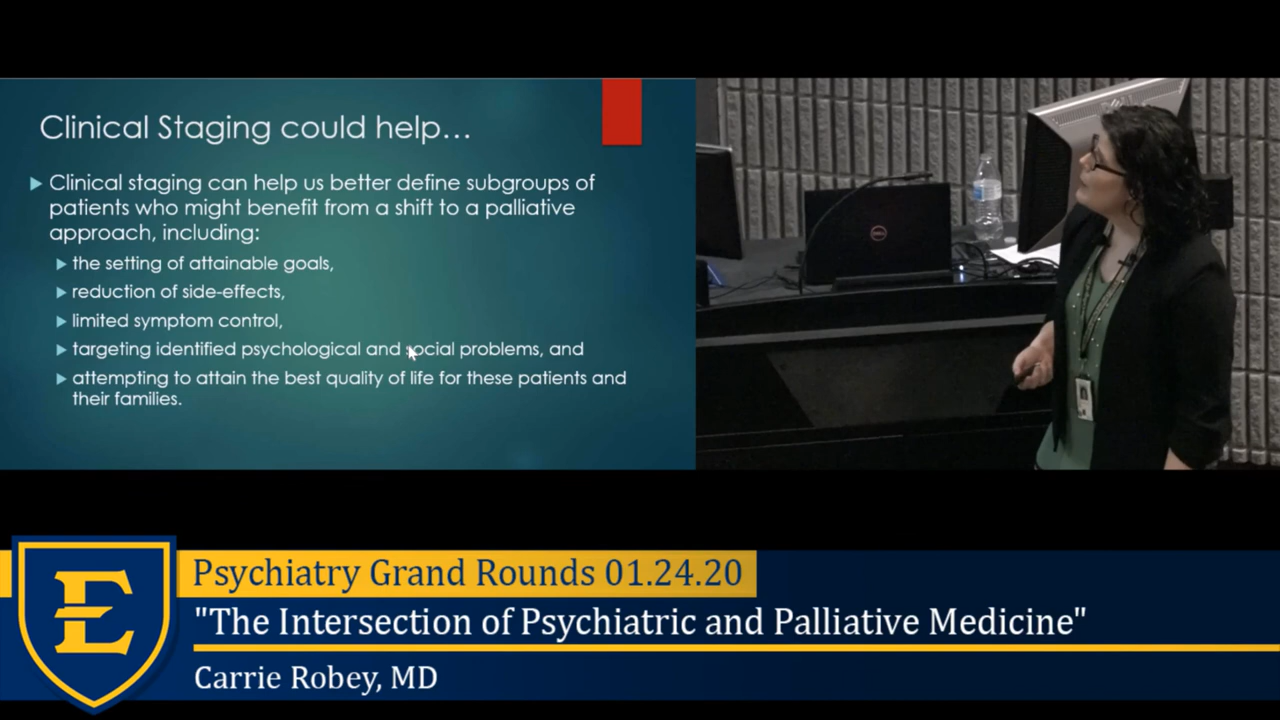 Clinical Staging could help...
Clinical staging can help us better define subgroups of
patients who might benefit from a shift to a palliative
approach, including:
the setting of attainable goals,
reduction of side-effects,
limited symptom control,
targeting identified psychological and social problems, and
attempting to attain the best quality of life for these patients and
their families.
DELL
DELL
E
Psychiatry Grand Rounds 01.24.20
"The Intersection of Psychiatric and Palliative Medicine"
Carrie Robey, MD